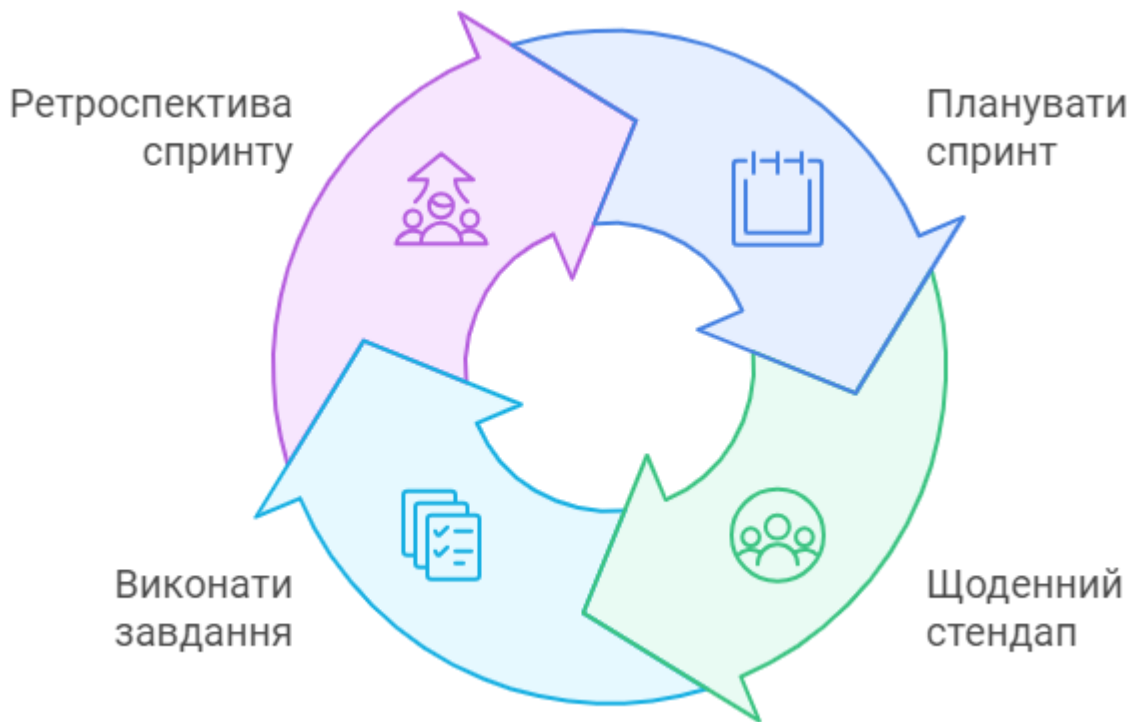 Ретроспектива
спринту
Планувати
спринт
Виконати
завдання
Щоденний
стендап